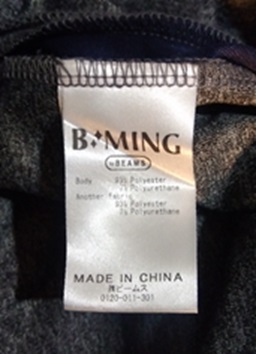 B MING
by BEAMS
Body 93% Polyester
7% Polyurethane
Another fabric
93% Polyester
7% Polyurethane
MADE IN CHINA
㈱ビームス
0120-011-301